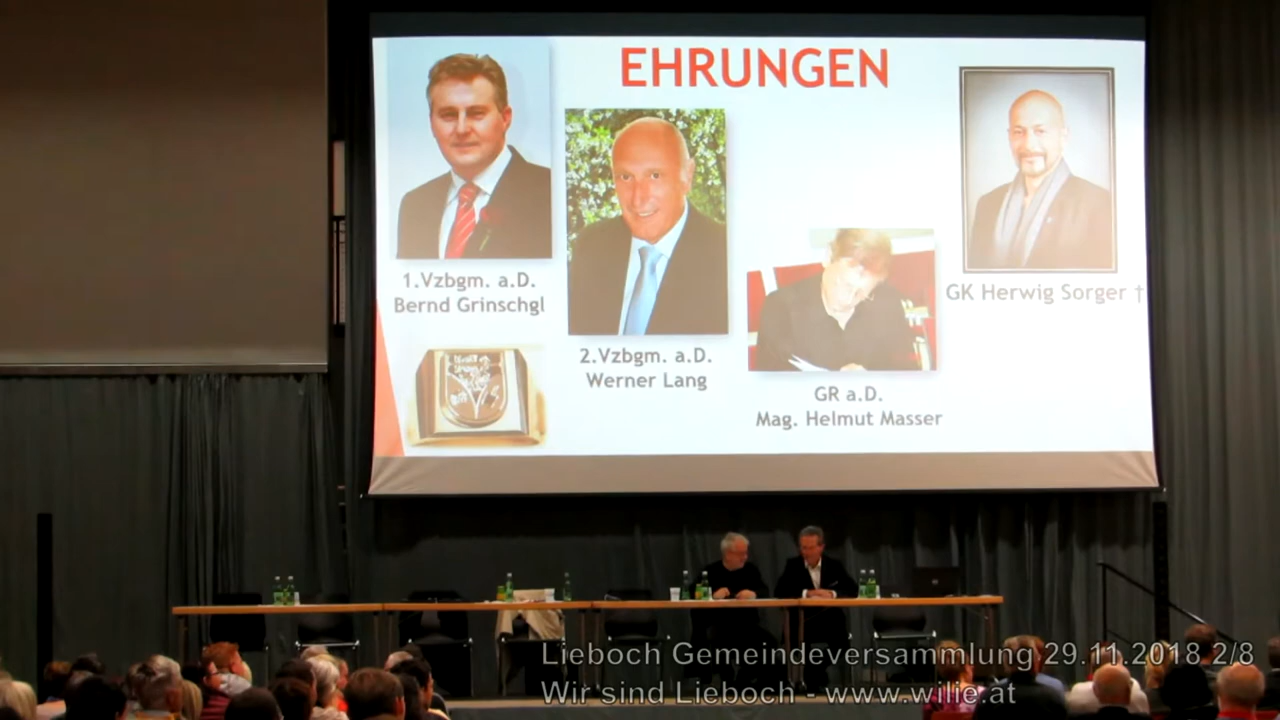 EHRUNGEN
1.Vzbgm. a.D.
Bernd Grinschgl
2.Vzbgm. a.D.
Werner Lang
GR a.D.
Mag. Helmut Masser
GK Herwig Sorger †
Lieboch Gemeindeversammlung 29.11.2018 2/8
Wir sind Lieboch - www.wilie.at